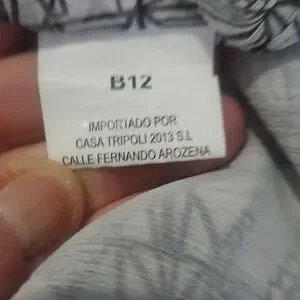 B12
IMPORTADO POR
CASA TRIPOLI 2013 S.L
CALLE FERNANDO AROZENA